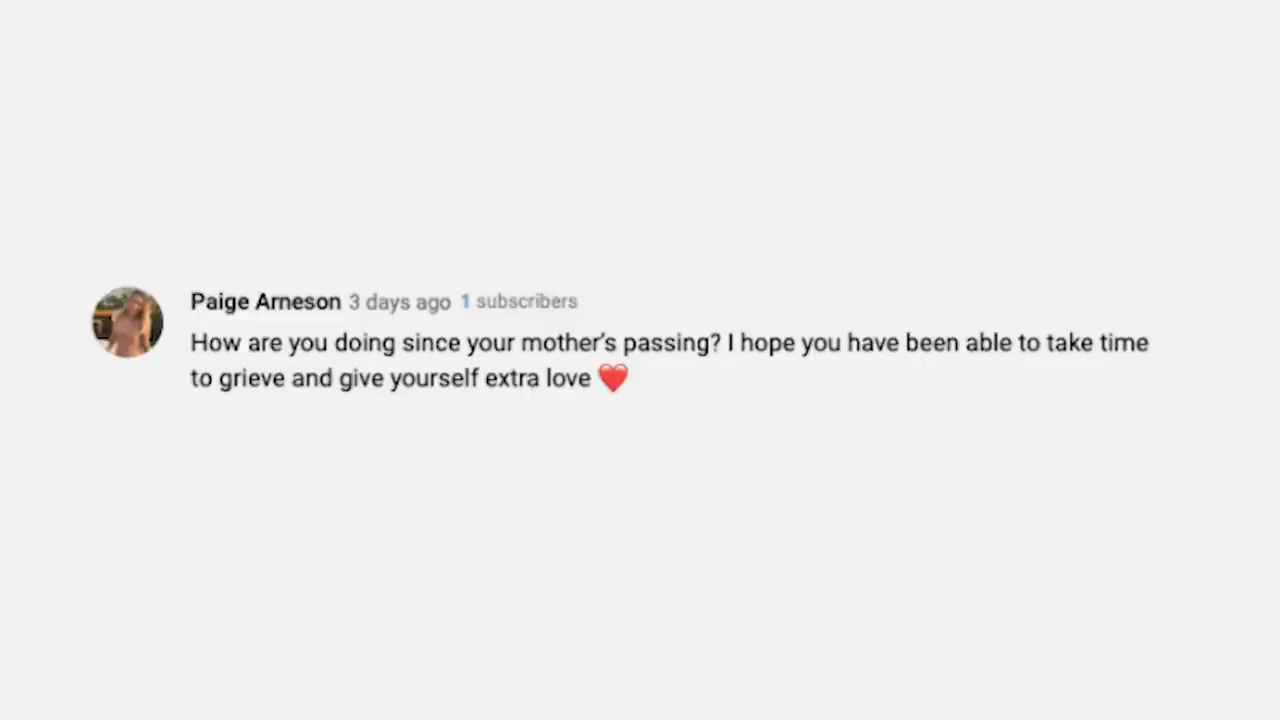 Paige Arneson 3 days ago 1 subscribers
How are you doing since your mother's passing? I hope you have been able to take time
to grieve and give yourself extra love ❤️